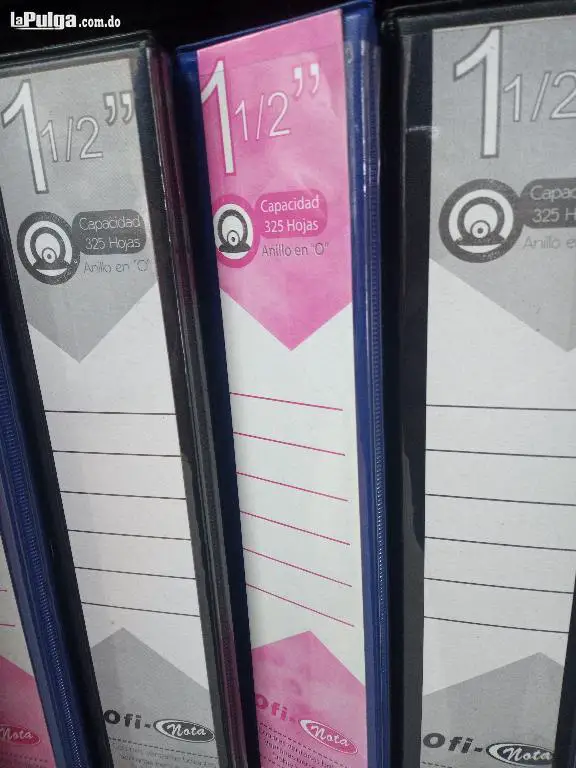 laPulga.com.do
1 1/2”
Capacidad
325 Hojas
Anillo en “O”
Ofi-Nota
1 1/2”
Capacidad
325 Hojas
Anillo en “O”
Ofi-Nota
1 1/2
Capac
325 H
Anillo e
Ofi-Nota
Nota